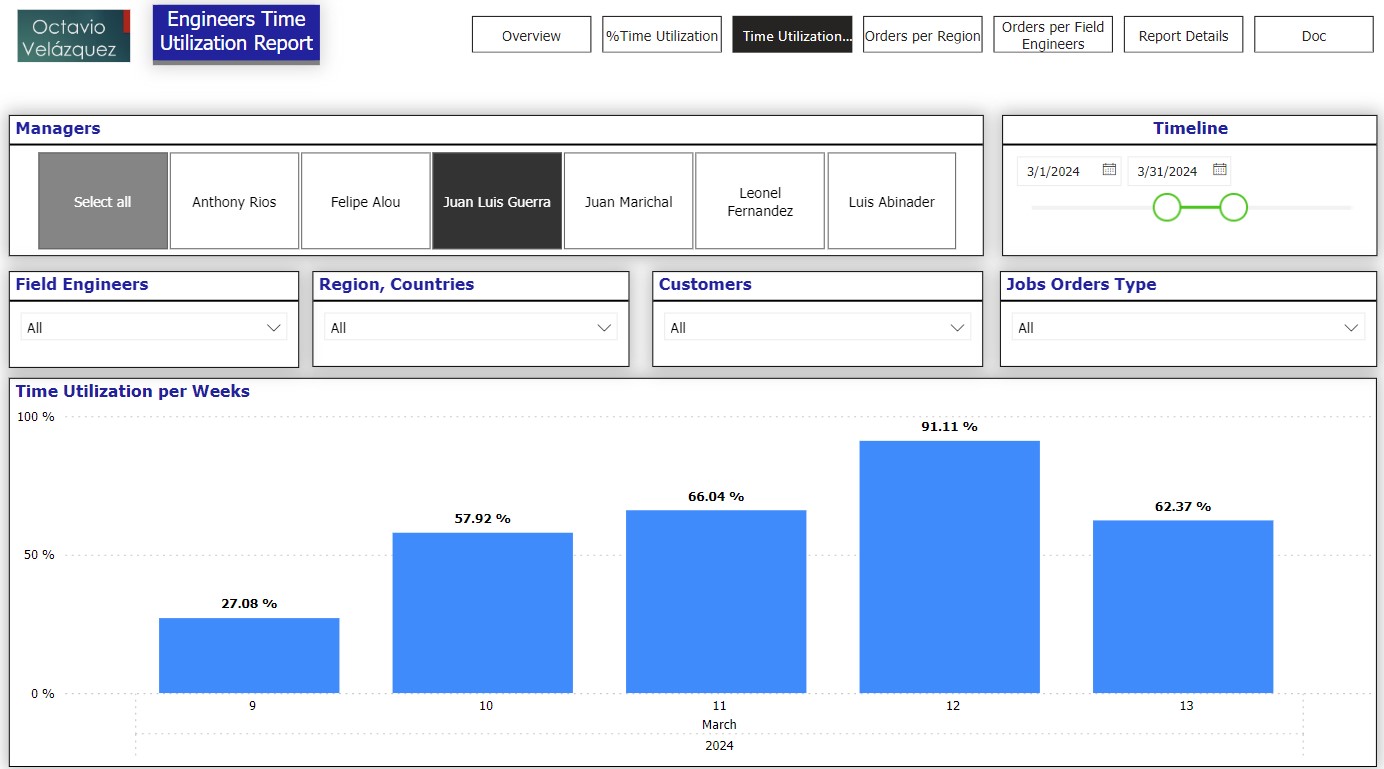 Octavio
Velázquez
Engineers Time
Utilization Report
Overview
%Time Utilization
Time Utilization...
Orders per Region
Orders per Field
Engineers
Report Details
Doc
Managers
Select all
Anthony Rios
Felipe Alou
Juan Luis Guerra
Juan Marichal
Leonel
Fernandez
Luis Abinader
Timeline
3/1/2024
3/31/2024
Field Engineers
All
Region, Countries
All
Customers
All
Jobs Orders Type
All
Time Utilization per Weeks
100 %
50 %
0 %
27.08 %
57.92 %
66.04 %
91.11 %
62.37 %
9
10
11
12
13
March
2024